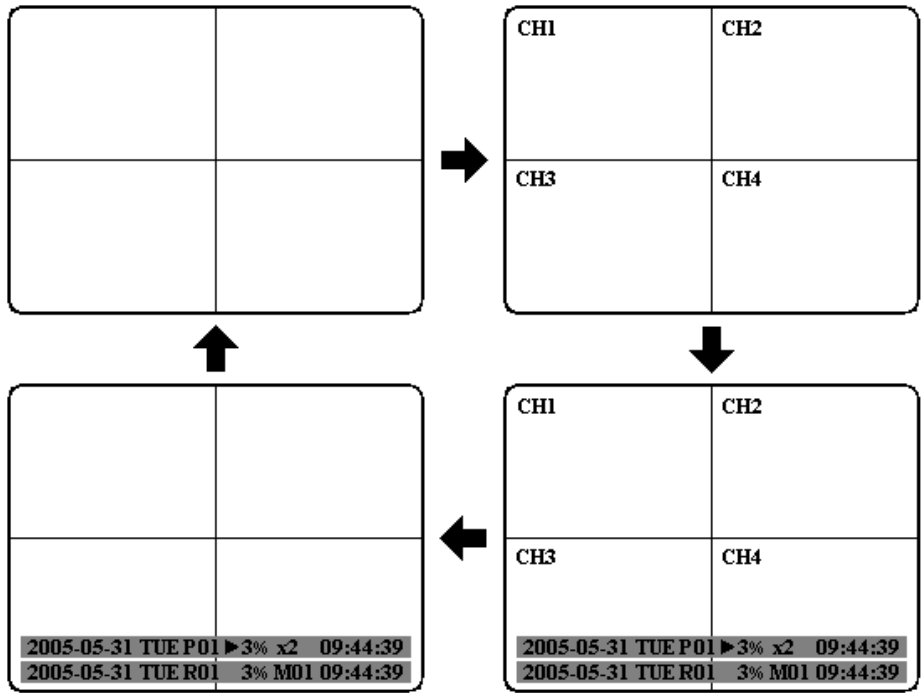 CH1 CH2
CH3 CH4
CH1 CH2
CH3 CH4
2005-05-31 TUE P01 ►3% x2 09:44:39
2005-05-31 TUE R01 3% M01 09:44:39
2005-05-31 TUE P01 ►3% x2 09:44:39
2005-05-31 TUE R01 3% M01 09:44:39